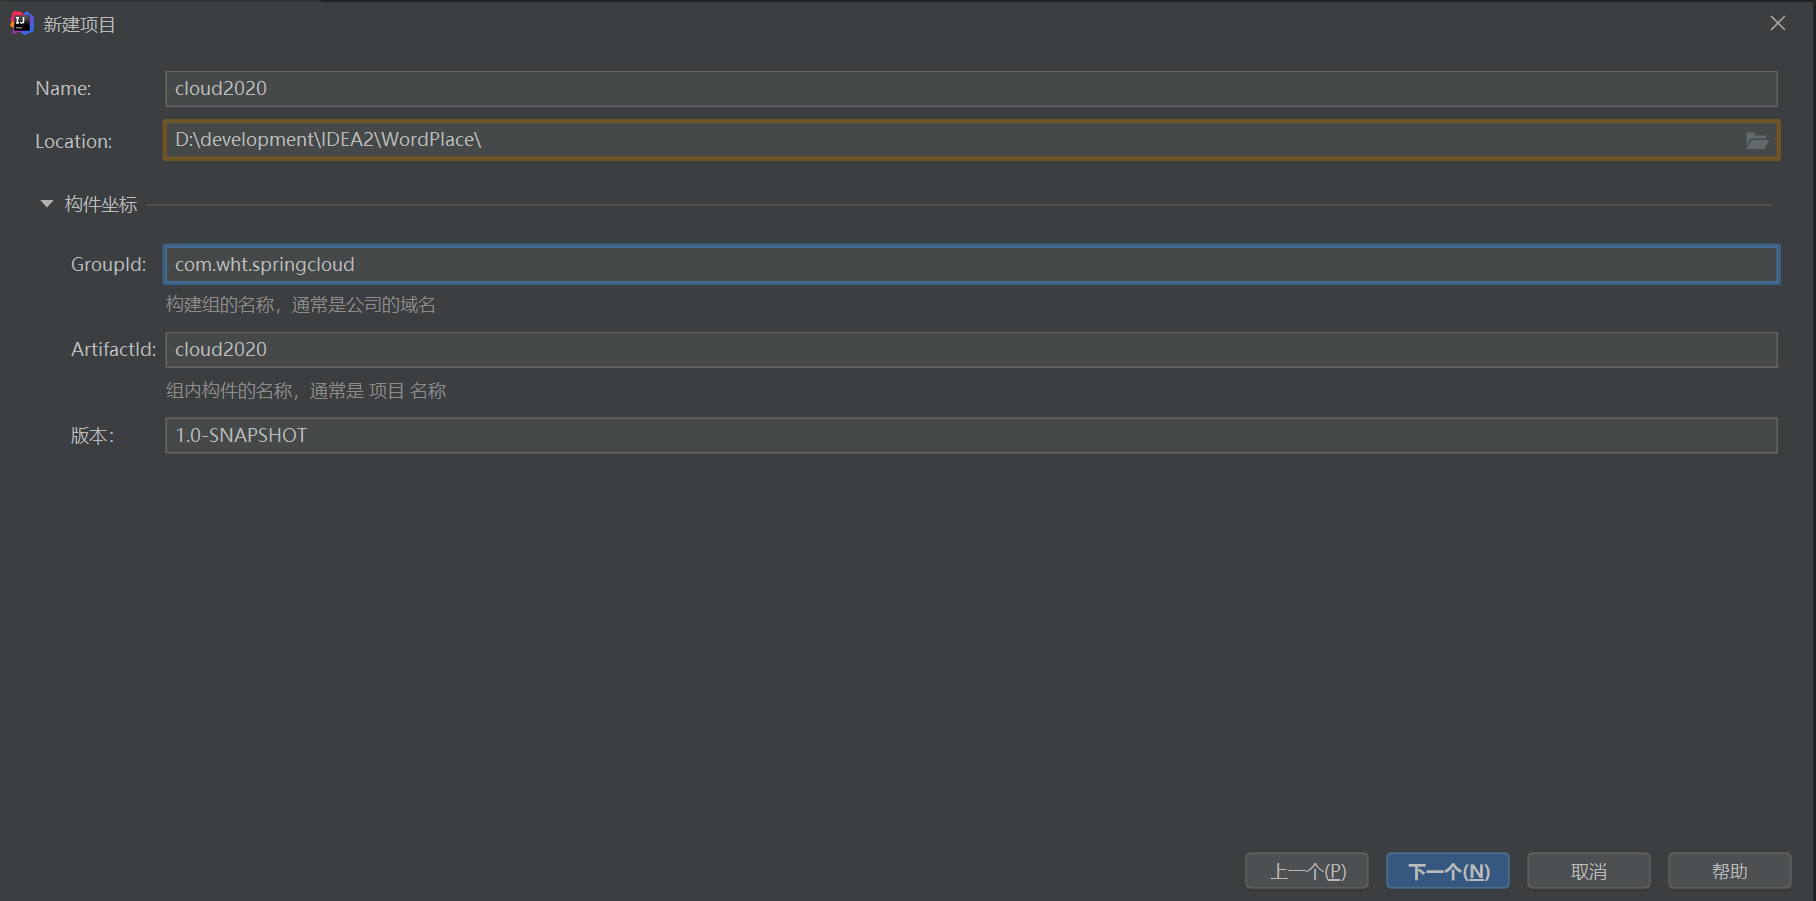 新建项目
Name: cloud2020
Location: D:\development\IDEA2\WordPlace\
构件坐标
GroupId: com.wht.springcloud
构建组的名称，通常是公司的域名
ArtifactId: cloud2020
组内构件的名称，通常是 项目 名称
版本： 1.0-SNAPSHOT
上一个(P) 下一个(N) 取消 帮助